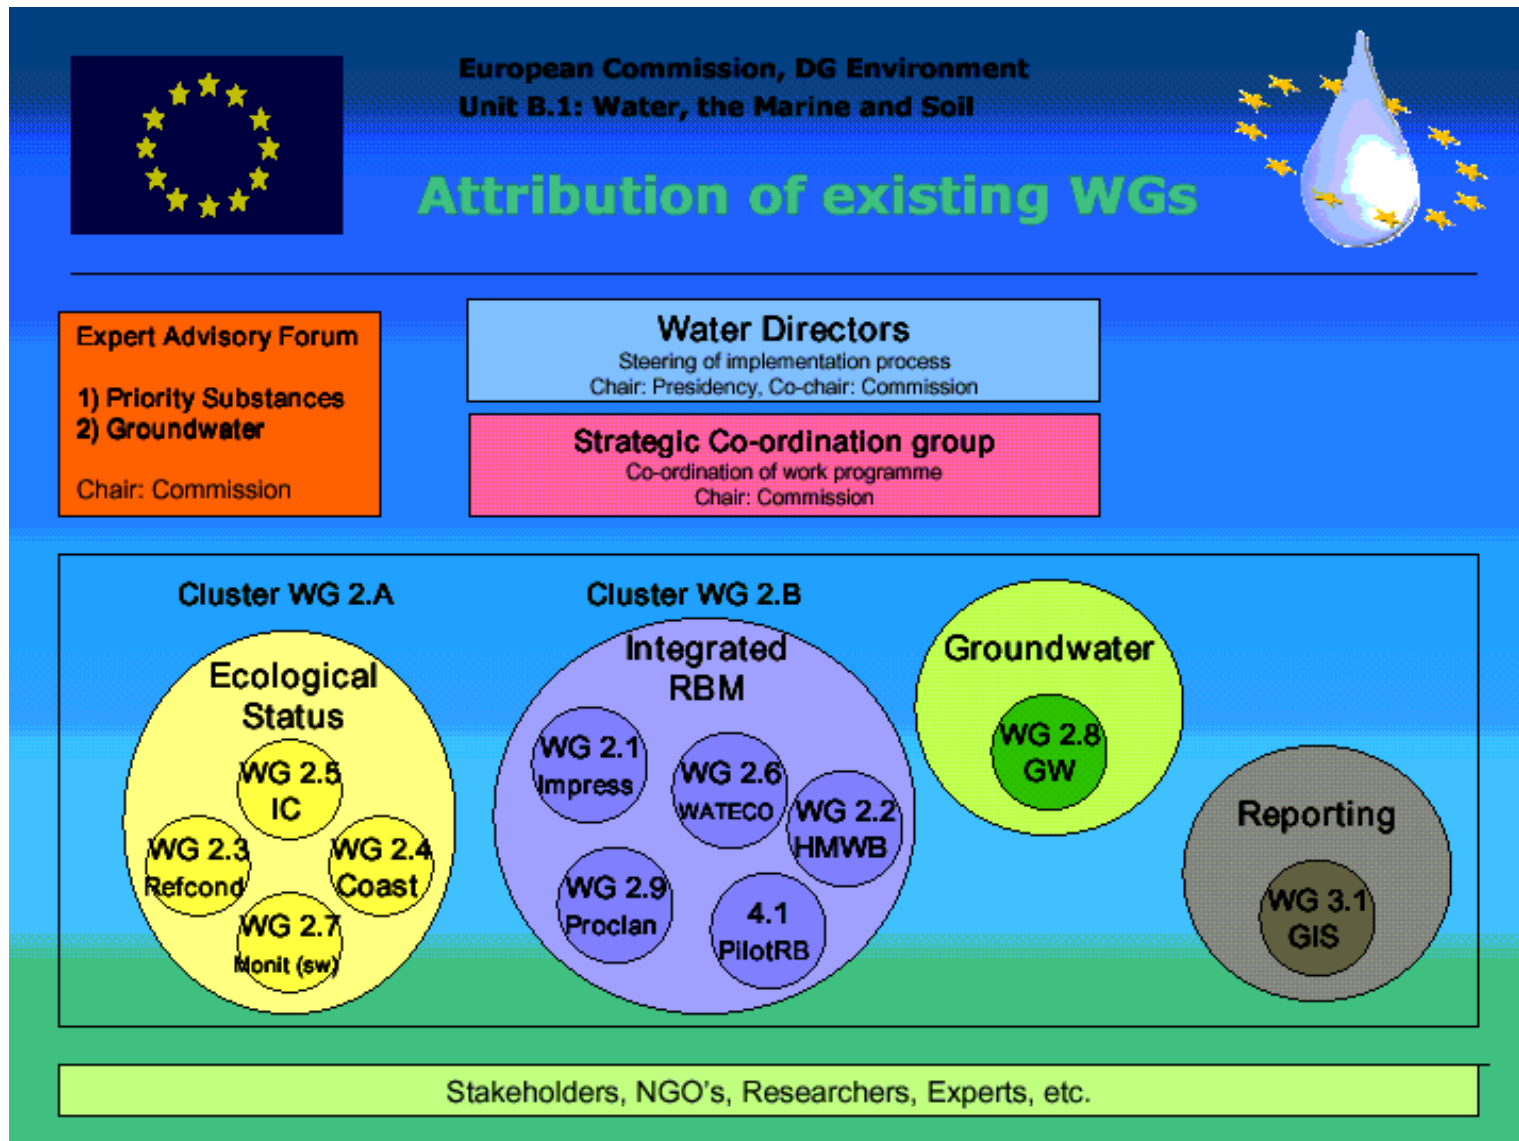 European Commission, DG Environment
Unit B.1: Water, the Marine and Soil
Attribution of existing WGs
Expert Advisory Forum
1) Priority Substances
2) Groundwater
Chair: Commission
Water Directors
Steering of implementation process
Chair: Presidency, Co-chair: Commission
Strategic Co-ordination group
Co-ordination of work programme
Chair: Commission
Cluster WG 2.A
Ecological
Status
WG 2.5
IC
WG 2.3
Refcond
WG 2.4
Coast
WG 2.7
Monit (sw)
Cluster WG 2.B
Integrated
RBM
WG 2.1
Impress
WG 2.6
WATECO
WG 2.2
HMWB
WG 2.9
Proclan
4.1
PilotRB
Groundwater
WG 2.8
GW
Reporting
WG 3.1
GIS
Stakeholders, NGO's, Researchers, Experts, etc.